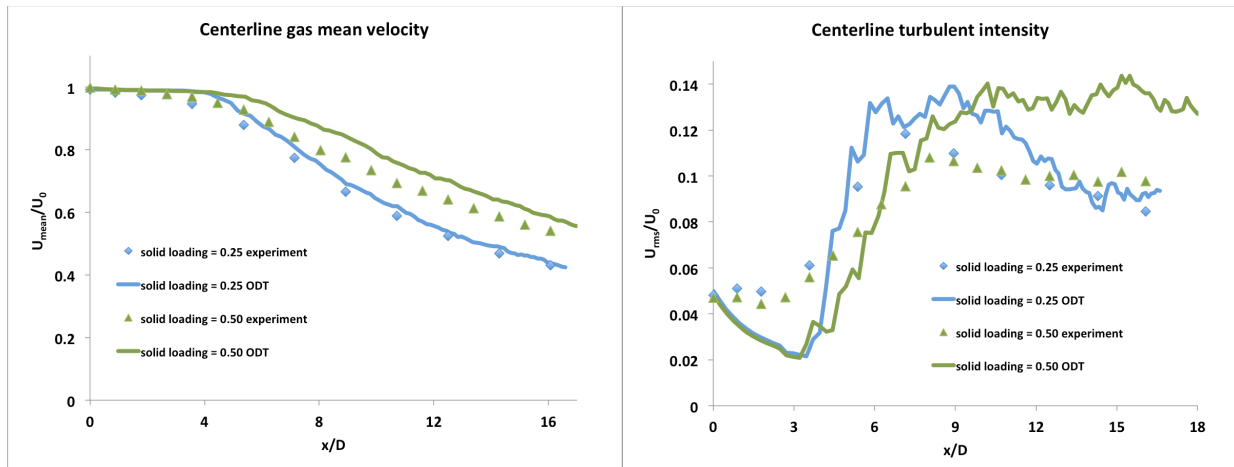 Centerline gas mean velocity
1
0.8
0.6
0.4
0.2
0
Umean/U0
solid loading = 0.25 experiment
solid loading = 0.25 ODT
solid loading = 0.50 experiment
solid loading = 0.50 ODT
0 4 8 12 16
x/D
Centerline turbulent intensity
0.14
0.12
0.1
0.08
0.06
0.04
0.02
0
Urms/U0
solid loading = 0.25 experiment
solid loading = 0.25 ODT
solid loading = 0.50 experiment
solid loading = 0.50 ODT
0 3 6 9 12 15 18
x/D